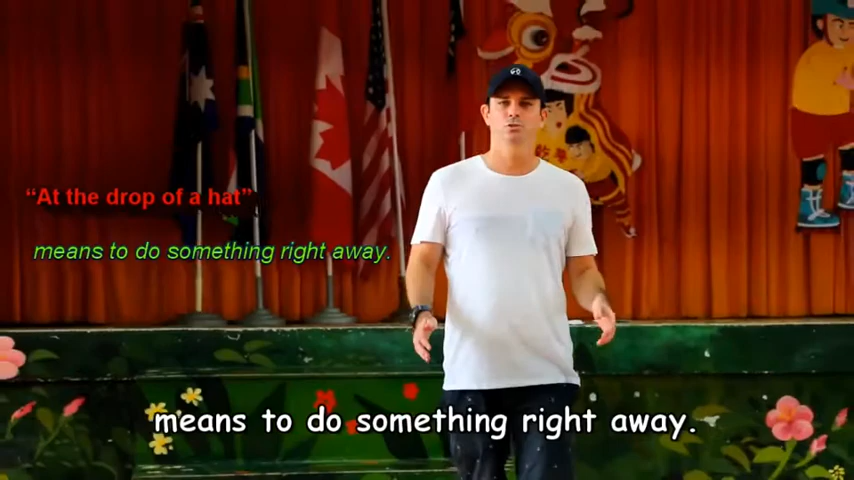 “At the drop of a hat”
means to do something right away.
means to do something right away.